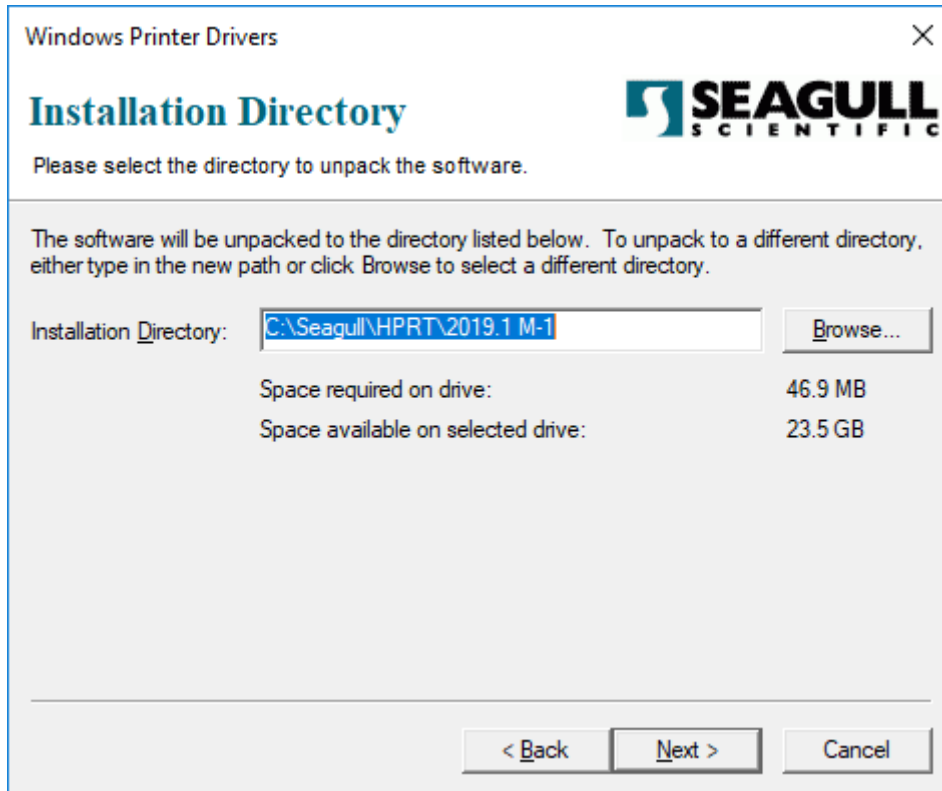 Windows Printer Drivers
Installation Directory
SEAGULL
SCIENTIFIC
Please select the directory to unpack the software.
The software will be unpacked to the directory listed below. To unpack to a different directory,
either type in the new path or click Browse to select a different directory.
Installation Directory: C:\Seagull\HPRT\2019.1 M-1 Browse...
Space required on drive: 46.9 MB
Space available on selected drive: 23.5 GB
< Back Next > Cancel